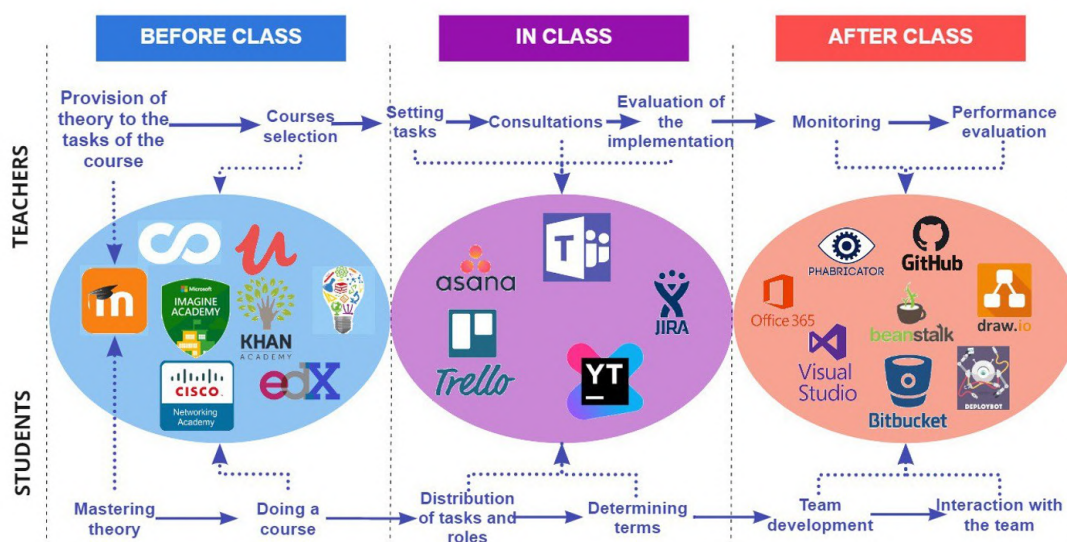 BEFORE CLASS
IN CLASS
AFTER CLASS
TEACHERS
Provision of
theory to the
tasks of the
course
Courses
selection
Setting
tasks
Consultations
Evaluation of
the
implementation
Monitoring
Performance
evaluation
m
Microsoft
IMAGINE
ACADEMY
KHAN
ACADEMY
CISCO.
Networking
Academy
edX
T
asana
JIRA
Trello
YT
PHABRICATOR
GitHub
Office 365
beanstalk
draw.io
Visual
Studio
Bitbucket
DEPLOYBOT
STUDENTS
Mastering
theory
Doing a
course
Distribution
of tasks and
roles
Determining
terms
Team
development
Interaction with
the team